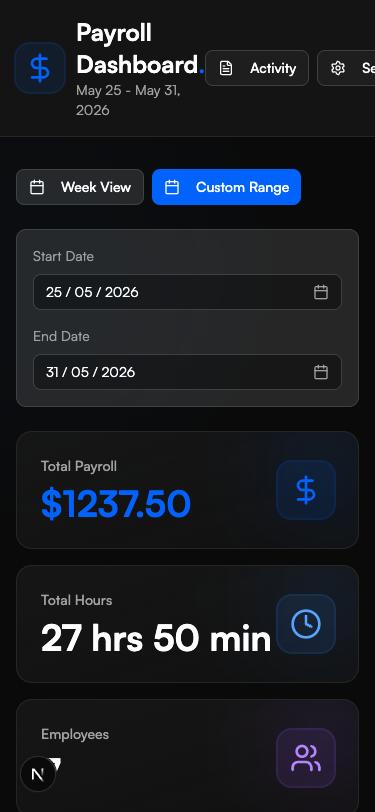 Payroll
Dashboard.
May 25 - May 31,
2026
Activity
Se
Week View
Custom Range
Start Date
25 / 05 / 2026
End Date
31 / 05 / 2026
Total Payroll
$1237.50
Total Hours
27 hrs 50 min
Employees
N